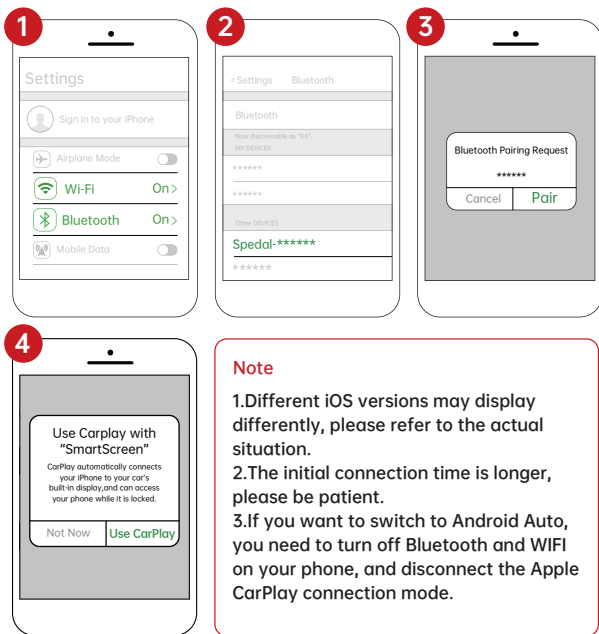 1
Settings
Sign in to your iPhone
Airplane Mode
Wi-Fi On>
Bluetooth On>
Mobile Data
2
<Settings Bluetooth
Bluetooth
Now discoverable as "X6".
MY DEVICES
******
******
Other DEVICES
Spedal-******
******
3
Bluetooth Pairing Request
******
Cancel Pair
4
Use Carplay with
“SmartScreen”
CarPlay automatically connects
your iPhone to your car's
built-in display,and can access
your phone while it is locked.
Not Now Use CarPlay
Note
1.Different iOS versions may display
differently, please refer to the actual
situation.
2.The initial connection time is longer,
please be patient.
3.If you want to switch to Android Auto,
you need to turn off Bluetooth and WIFI
on your phone, and disconnect the Apple
CarPlay connection mode.